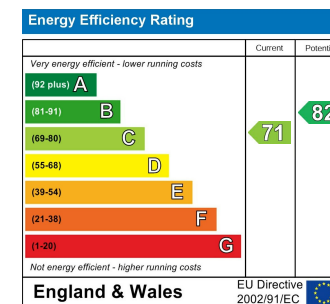 Energy Efficiency Rating
Current Potenti
Very energy efficient - lower running costs
(92 plus) A
(81-91) B 82
(69-80) C 71
(55-68) D
(39-54) E
(21-38) F
(1-20) G
Not energy efficient - higher running costs
England & Wales
EU Directive
2002/91/EC